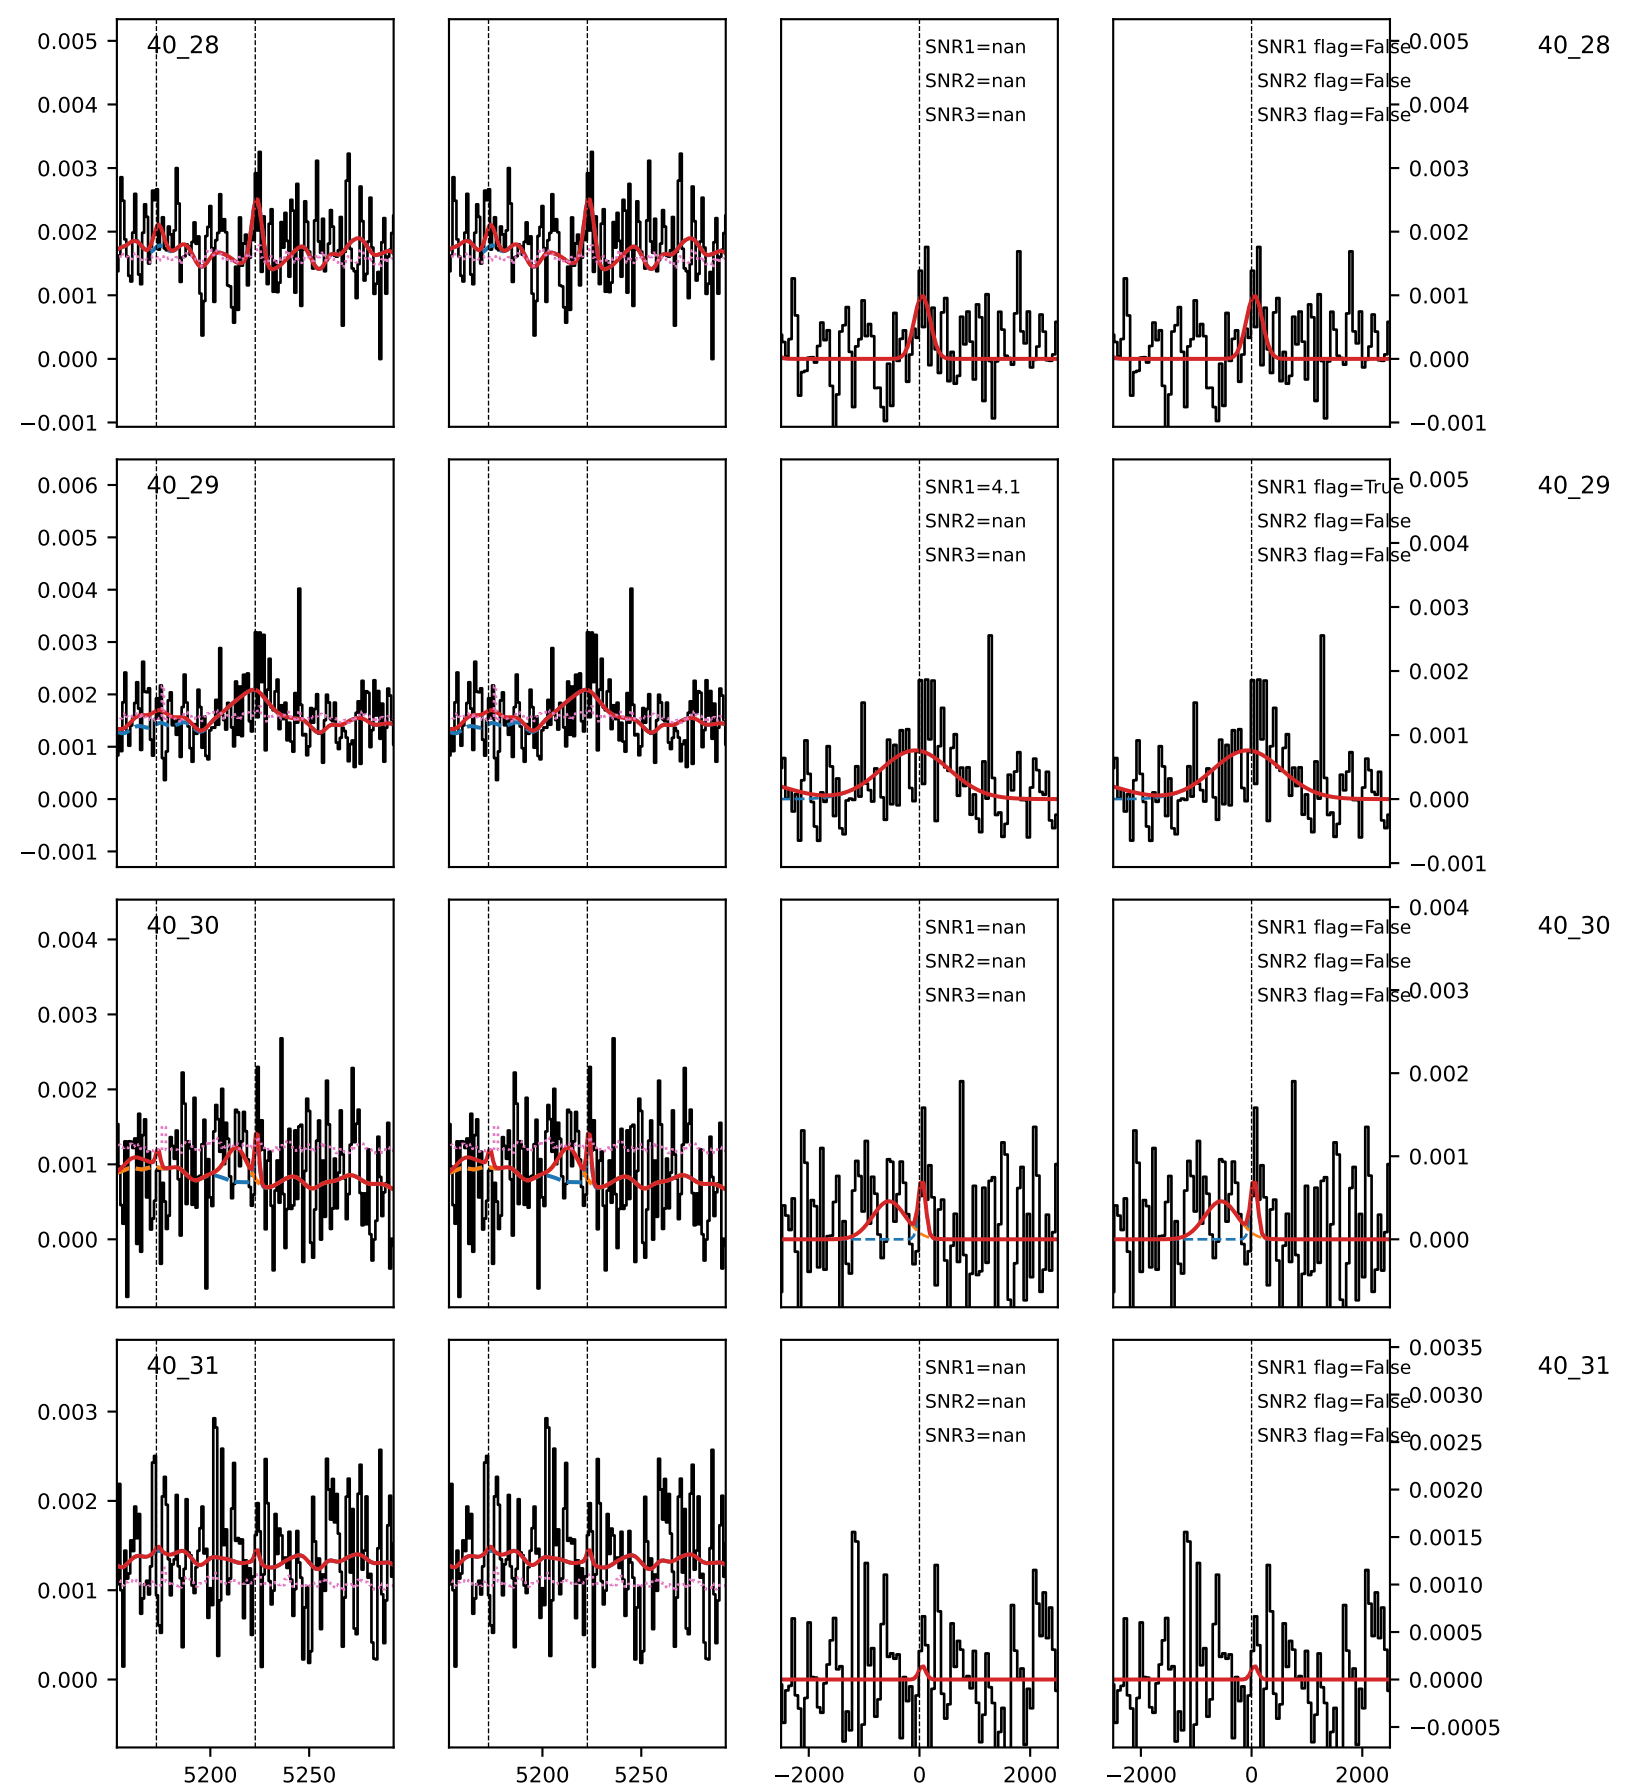 0.005
0.004
0.003
0.002
0.001
0.000
−0.001
40_28
SNR1=nan
SNR2=nan
SNR3=nan
SNR1 flag=False
SNR2 flag=False
SNR3 flag=False
0.005
0.004
0.003
0.002
0.001
0.000
−0.001
40_28
0.006
0.005
0.004
0.003
0.002
0.001
0.000
−0.001
40_29
SNR1=4.1
SNR2=nan
SNR3=nan
SNR1 flag=True
SNR2 flag=False
SNR3 flag=False
0.005
0.004
0.003
0.002
0.001
0.000
−0.001
40_29
0.004
0.003
0.002
0.001
0.000
40_30
SNR1=nan
SNR2=nan
SNR3=nan
SNR1 flag=False
SNR2 flag=False
SNR3 flag=False
0.004
0.003
0.002
0.001
0.000
40_30
0.003
0.002
0.001
0.000
40_31
SNR1=nan
SNR2=nan
SNR3=nan
SNR1 flag=False
SNR2 flag=False
SNR3 flag=False
0.0035
0.0030
0.0025
0.0020
0.0015
0.0010
0.0005
0.0000
−0.0005
40_31
5200 5250 5200 5250 −2000 0 2000 −2000 0 2000